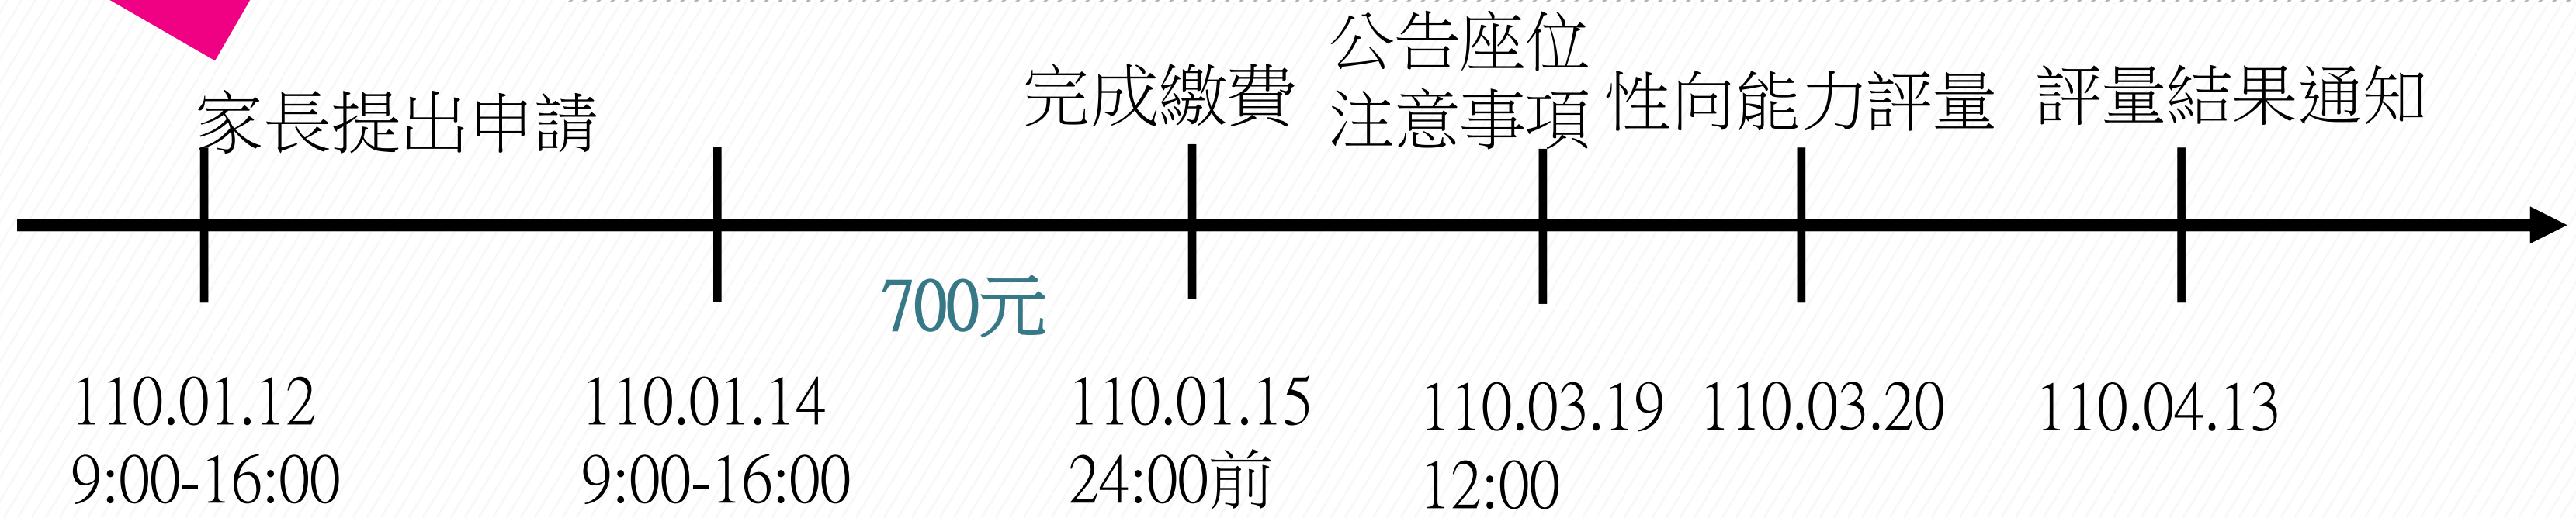 家長提出申請
完成繳費
公告座位
注意事項
性向能力評量
評量結果通知
700元
110.01.12
9:00-16:00
110.01.14
9:00-16:00
110.01.15
24:00前
110.03.19
12:00
110.03.20
110.04.13